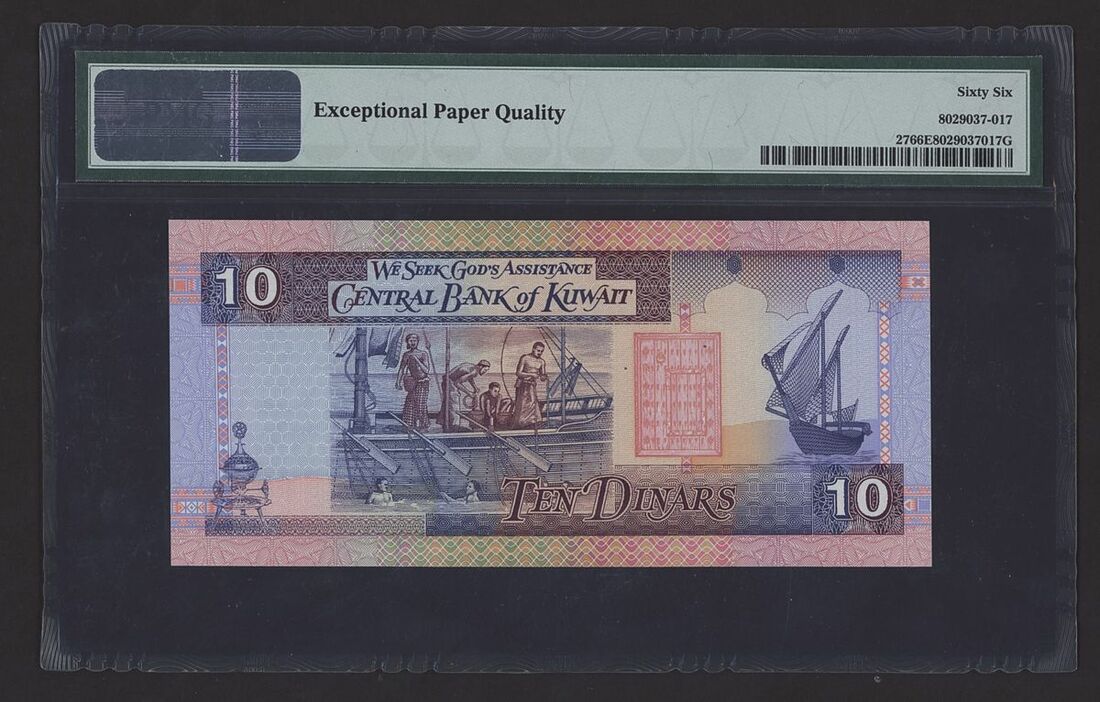 Exceptional Paper Quality
Sixty Six
8029037-017
2766E8029037017G
10
WE SEEK GOD'S ASSISTANCE
CENTRAL BANK of KUWAIT
TEN DINARS
10